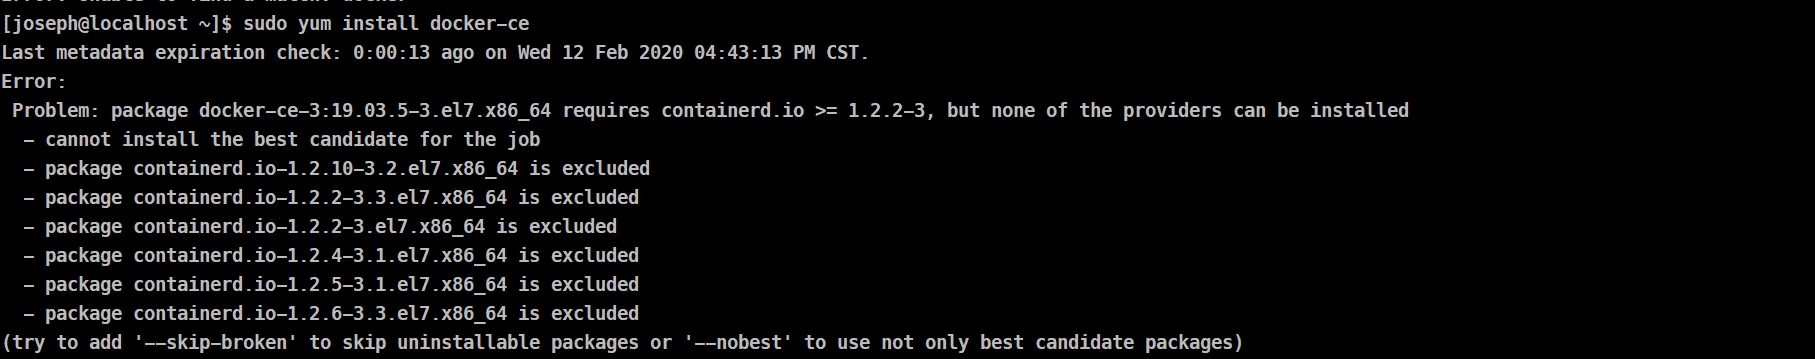 [joseph@localhost ~]$ sudo yum install docker-ce
Last metadata expiration check: 0:00:13 ago on Wed 12 Feb 2020 04:43:13 PM CST.
Error:
 Problem: package docker-ce-3:19.03.5-3.el7.x86_64 requires containerd.io >= 1.2.2-3, but none of the providers can be installed
  - cannot install the best candidate for the job
  - package containerd.io-1.2.10-3.2.el7.x86_64 is excluded
  - package containerd.io-1.2.2-3.3.el7.x86_64 is excluded
  - package containerd.io-1.2.2-3.el7.x86_64 is excluded
  - package containerd.io-1.2.4-3.1.el7.x86_64 is excluded
  - package containerd.io-1.2.5-3.1.el7.x86_64 is excluded
  - package containerd.io-1.2.6-3.3.el7.x86_64 is excluded
(try to add '--skip-broken' to skip uninstallable packages or '--nobest' to use not only best candidate packages)